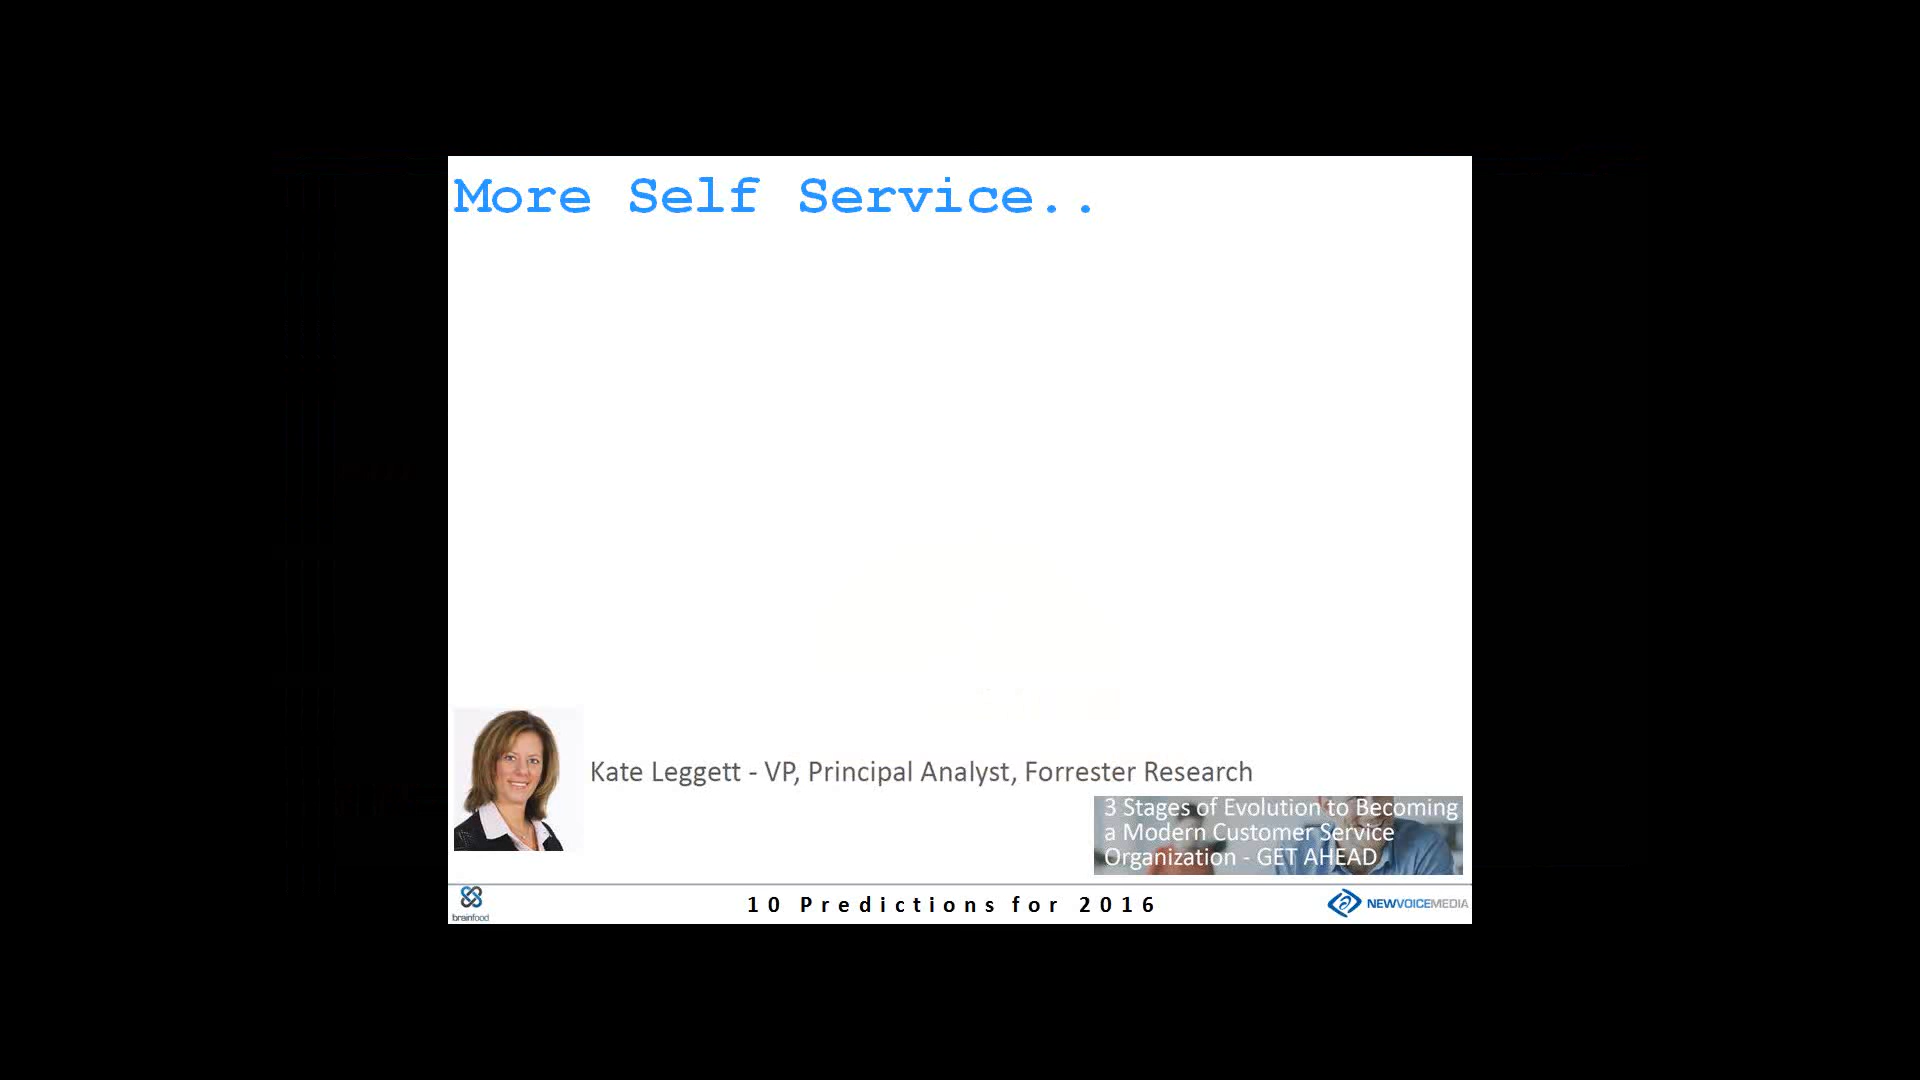 More Self Service..
Kate Leggett - VP, Principal Analyst, Forrester Research
3 Stages of Evolution to Becoming
a Modern Customer Service
Organization - GET AHEAD
brainfood
10 Predictions for 2016
NEWVOICEMEDIA